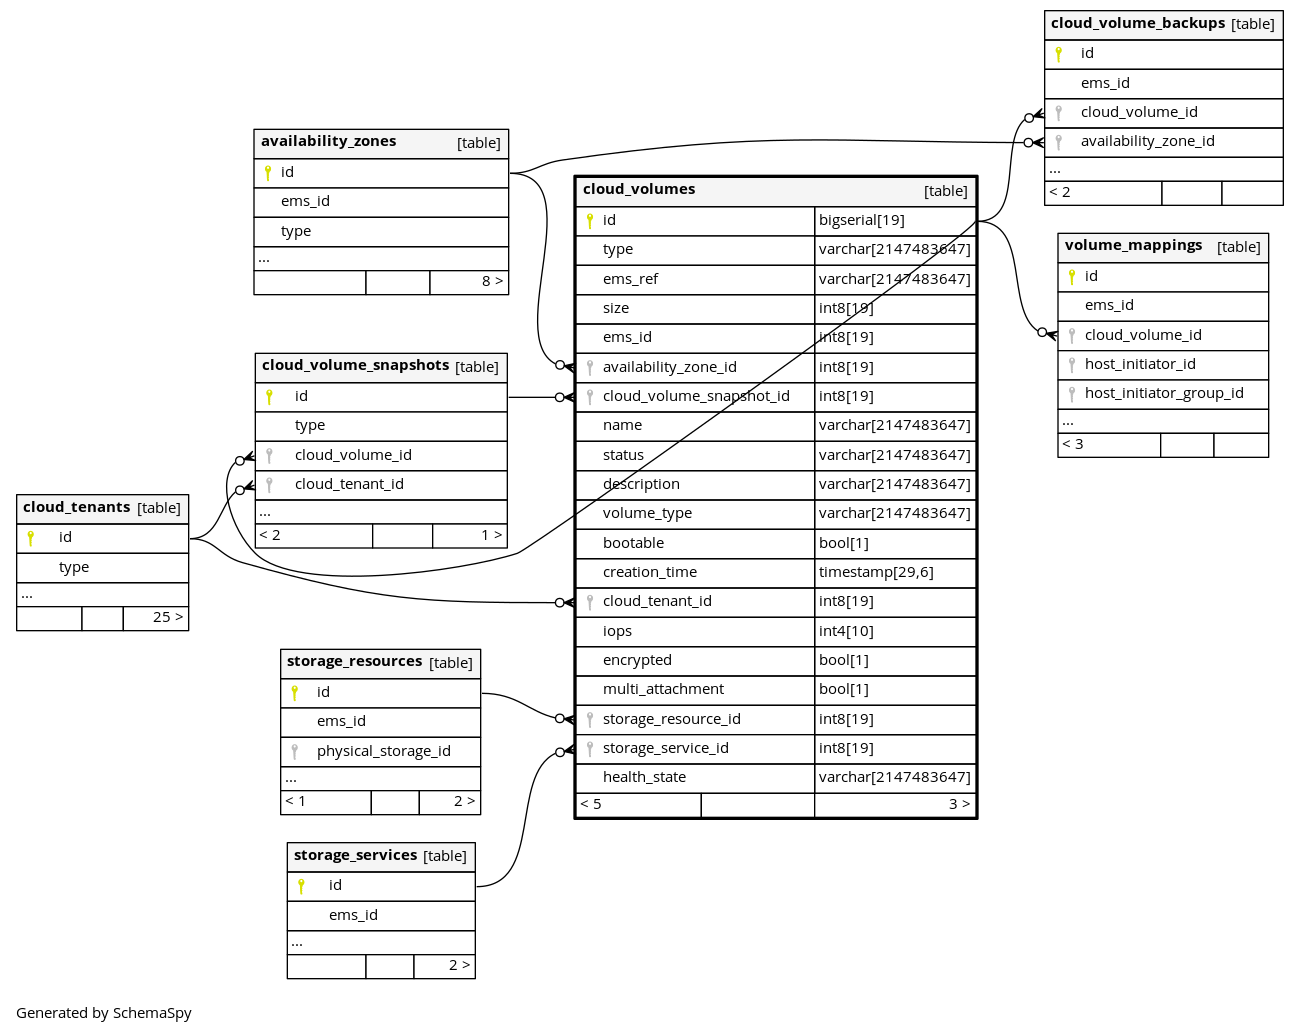 cloud_volume_backups [table]
id
ems_id
cloud_volume_id
availability_zone_id
...
< 2
availability_zones [table]
id
ems_id
type
...
8 >
cloud_volumes [table]
id bigserial[19]
type varchar[2147483647]
ems_ref varchar[2147483647]
size int8[19]
ems_id int8[19]
availability_zone_id int8[19]
cloud_volume_snapshot_id int8[19]
name varchar[2147483647]
status varchar[2147483647]
description varchar[2147483647]
volume_type varchar[2147483647]
bootable bool[1]
creation_time timestamp[29,6]
cloud_tenant_id int8[19]
iops int4[10]
encrypted bool[1]
multi_attachment bool[1]
storage_resource_id int8[19]
storage_service_id int8[19]
health_state varchar[2147483647]
< 5 3 >
volume_mappings [table]
id
ems_id
cloud_volume_id
host_initiator_id
host_initiator_group_id
...
< 3
cloud_volume_snapshots [table]
id
type
cloud_volume_id
cloud_tenant_id
...
< 2 1 >
cloud_tenants [table]
id
type
...
25 >
storage_resources [table]
id
ems_id
physical_storage_id
...
< 1 2 >
storage_services [table]
id
ems_id
...
2 >
Generated by SchemaSpy